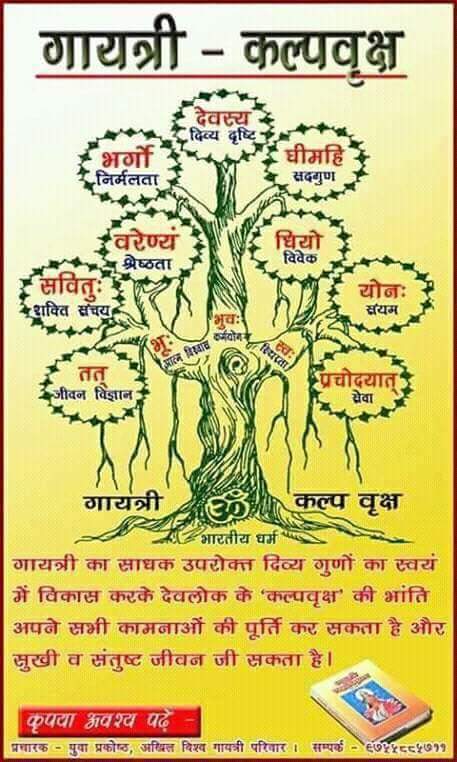 गायत्री - कल्पवृक्ष
देवस्य
दिव्य दृष्टि
भर्गो
निर्मलता
धीमहि
सद्गुण
वरेण्यं
श्रेष्ठता
धियो
विवेक
सवितुः
शक्ति संचय
योनः
संयम
भूः
आत्म विश्वास
भुवः
कर्मयोग
स्वः
स्थिरता
तत्
जीवन विज्ञान
प्रचोदयात्
सेवा
गायत्री
ॐ
कल्प वृक्ष
भारतीय धर्म
गायत्री का साधक उपरोक्त दिव्य गुणों का स्वयं
में विकास करके देवलोक के 'कल्पवृक्ष' की भांति
अपने सभी कामनाओं की पूर्ति कर सकता है और
सुखी व संतुष्ट जीवन जी सकता है।
कृपया अवश्य पढ़ें -
प्रचारक - युवा प्रकोष्ठ, अखिल विश्व गायत्री परिवार । सम्पर्क - ९७५५८८५७११